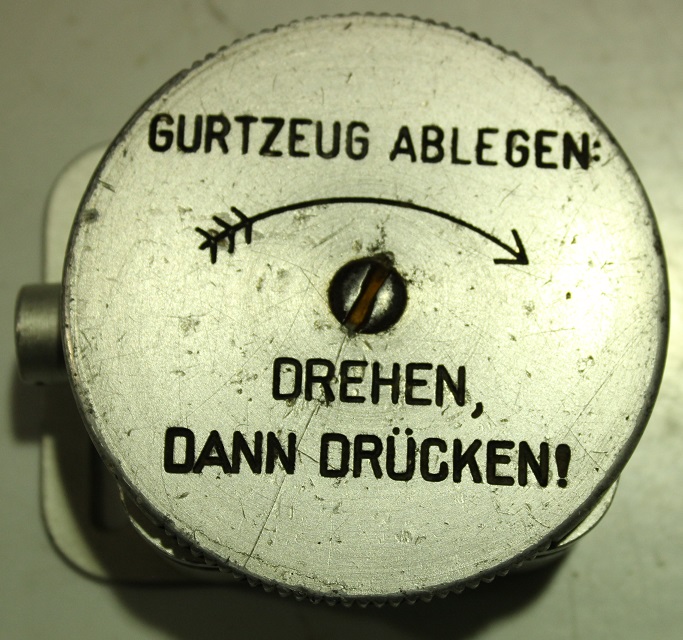 GURTZEUG ABLEGEN:
DREHEN,
DANN DRÜCKEN!